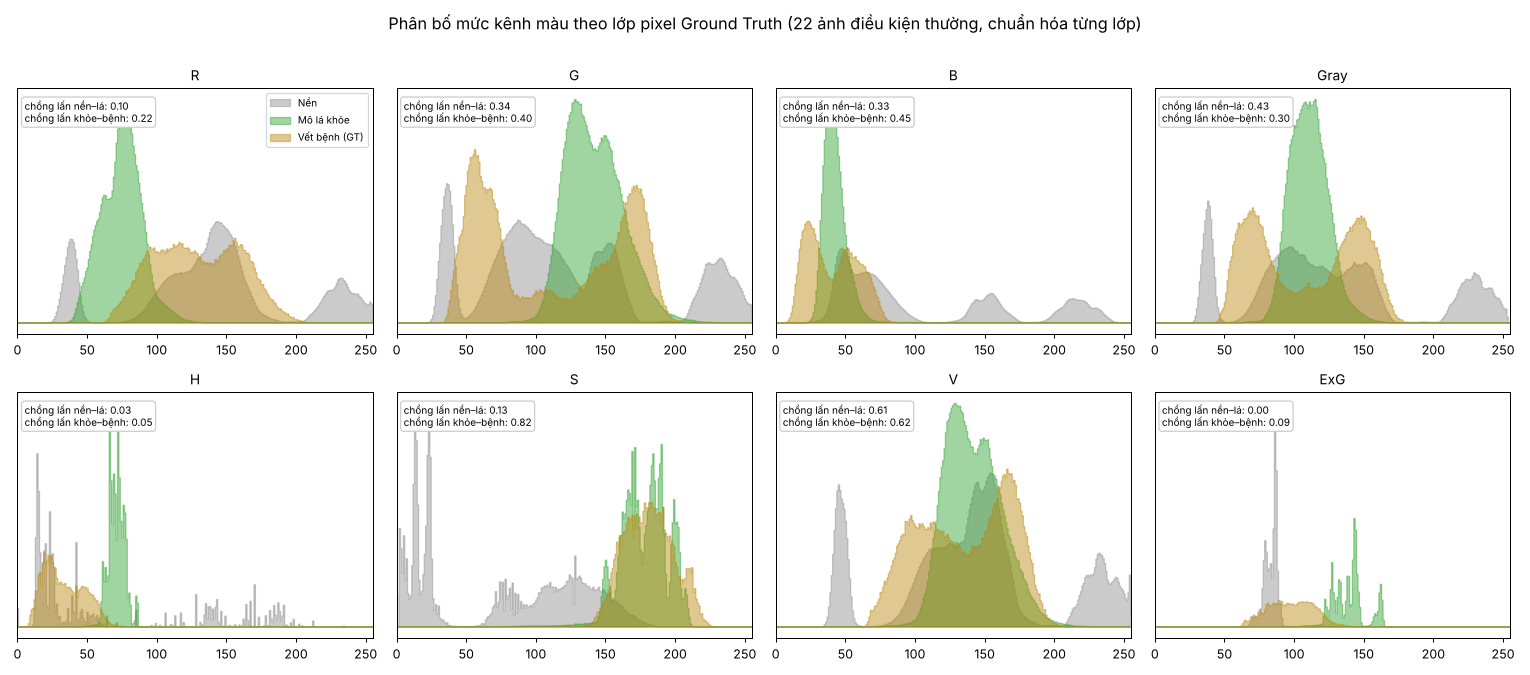 Phân bố mức kênh màu theo lớp pixel Ground Truth (22 ảnh điều kiện thường, chuẩn hóa từng lớp)
R
chồng lấn nền–lá: 0.10
chồng lấn khỏe–bệnh: 0.22
Nền
Mô lá khỏe
Vết bệnh (GT)
0 50 100 150 200 250
G
chồng lấn nền–lá: 0.34
chồng lấn khỏe–bệnh: 0.40
0 50 100 150 200 250
B
chồng lấn nền–lá: 0.33
chồng lấn khỏe–bệnh: 0.45
0 50 100 150 200 250
Gray
chồng lấn nền–lá: 0.43
chồng lấn khỏe–bệnh: 0.30
0 50 100 150 200 250
H
chồng lấn nền–lá: 0.03
chồng lấn khỏe–bệnh: 0.05
0 50 100 150 200 250
S
chồng lấn nền–lá: 0.13
chồng lấn khỏe–bệnh: 0.82
0 50 100 150 200 250
V
chồng lấn nền–lá: 0.61
chồng lấn khỏe–bệnh: 0.62
0 50 100 150 200 250
ExG
chồng lấn nền–lá: 0.00
chồng lấn khỏe–bệnh: 0.09
0 50 100 150 200 250